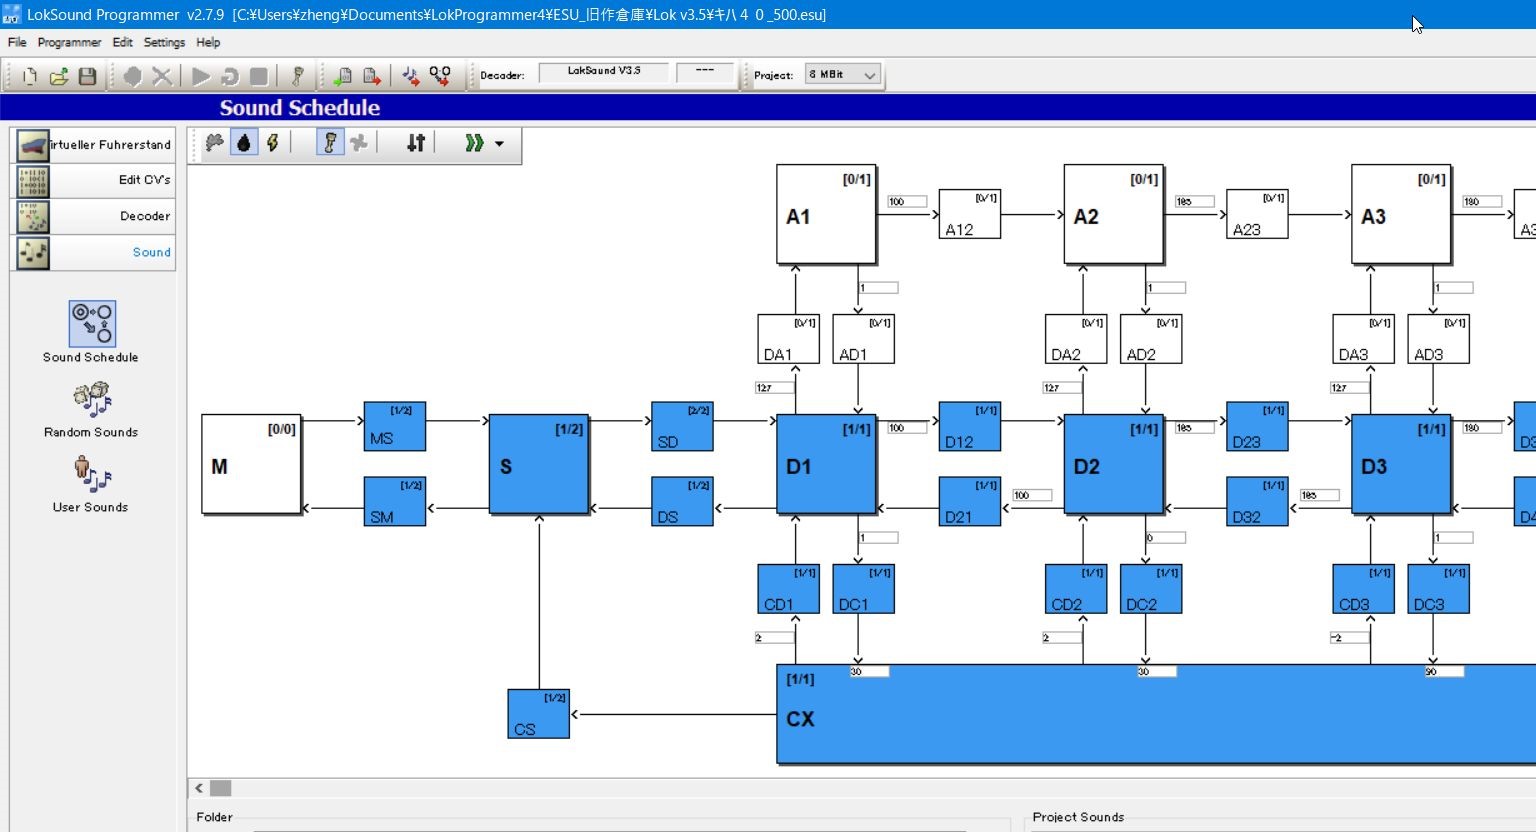 LokSound Programmer v2.7.9 [C:¥Users¥zheng¥Documents¥LokProgrammer4¥ESU_旧作倉庫¥Lok v3.5¥キハ４０_500.esu]
File Programmer Edit Settings Help
Decoder: LokSound V3.5 --- Project: 8 MBit
Sound Schedule
irtueller Fuhrerstand
Edit CV's
Decoder
Sound
Sound Schedule
Random Sounds
User Sounds
[0/1] [0/1] [0/1]
100 [0/1] 185 [0/1] 180
A1 A12 A2 A23 A3 A3
1 1 1
[0/1] [0/1] [0/1] [0/1] [0/1] [0/1]
DA1 AD1 DA2 AD2 DA3 AD3
127 127 127
[1/2] [2/2] [1/1] [1/1]
[0/0] [1/2] [1/1] 100 [1/1] 185 [1/1] 180
MS SD D12 D23 D3
M S D1 D2 D3
[1/2] [1/2] [1/1] 100 [1/1] 185
SM DS D21 D32 D4
1 0 1
[1/1] [1/1] [1/1] [1/1] [1/1] [1/1]
CD1 DC1 CD2 DC2 CD3 DC3
2 2 -2
30 30 90
[1/1]
[1/2]
CX
CS
Folder Project Sounds